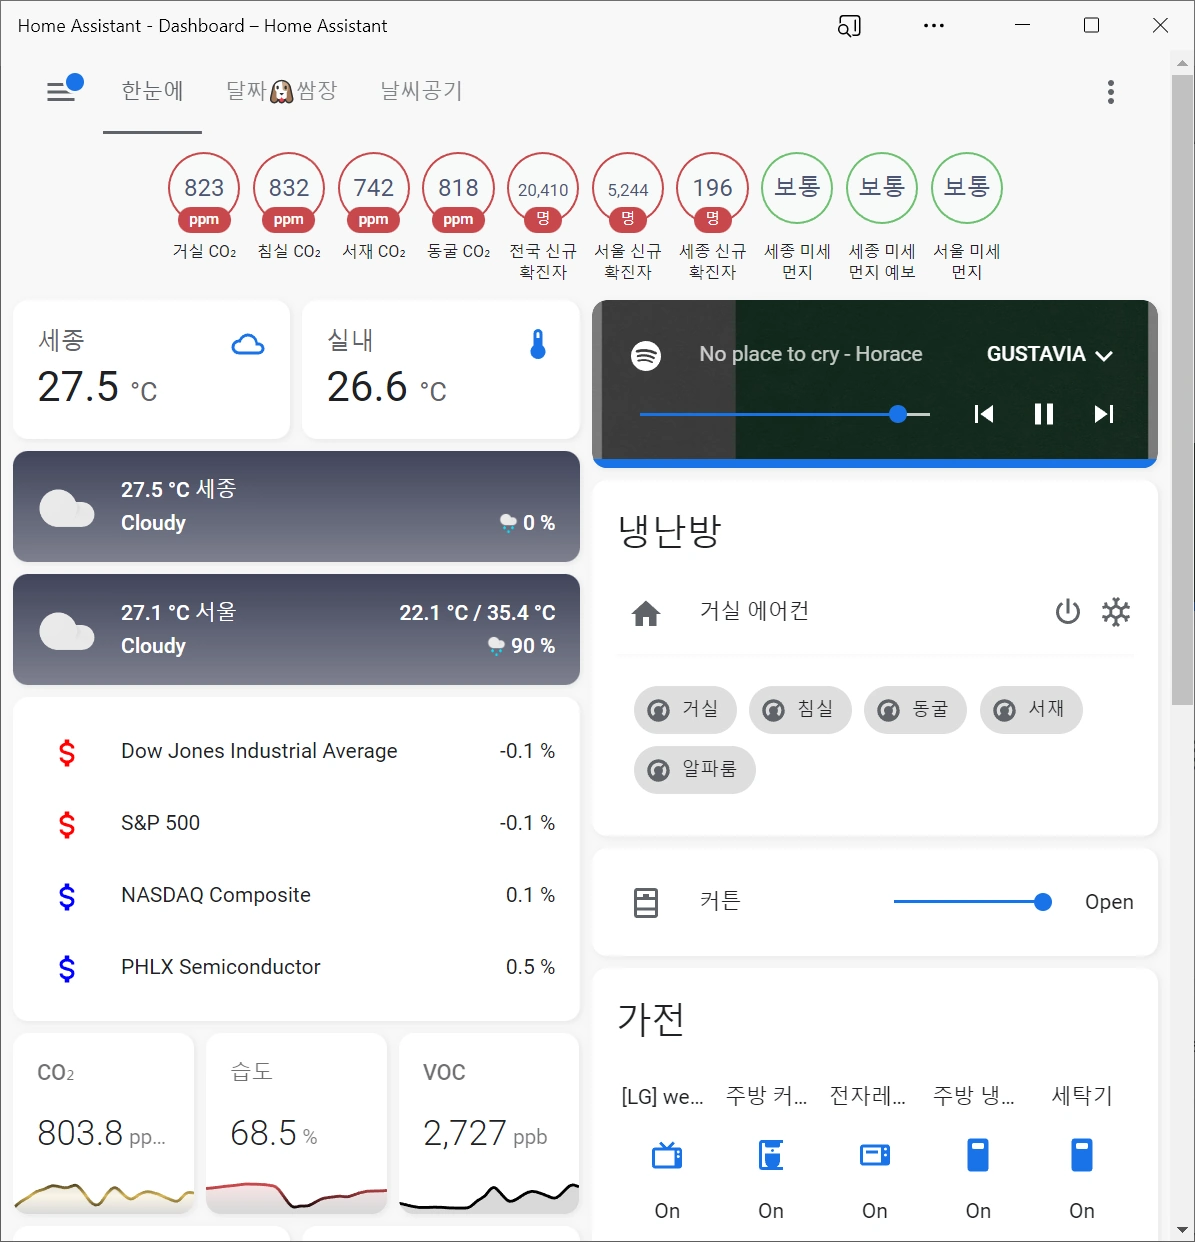 Home Assistant - Dashboard – Home Assistant
한눈에
달짜🐶쌈장
날씨공기
823
ppm
거실 CO₂
832
ppm
침실 CO₂
742
ppm
서재 CO₂
818
ppm
동굴 CO₂
20,410
명
전국 신규
확진자
5,244
명
서울 신규
확진자
196
명
세종 신규
확진자
보통
세종 미세
먼지
보통
세종 미세
먼지 예보
보통
서울 미세
먼지
세종
27.5 °C
실내
26.6 °C
27.5 °C 세종
Cloudy
0 %
27.1 °C 서울
22.1 °C / 35.4 °C
Cloudy
90 %
Dow Jones Industrial Average
-0.1 %
S&P 500
-0.1 %
NASDAQ Composite
0.1 %
PHLX Semiconductor
0.5 %
CO₂
803.8 pp...
습도
68.5 %
VOC
2,727 ppb
No place to cry - Horace
GUSTAVIA
냉난방
거실 에어컨
거실
침실
동굴
서재
알파룸
커튼
Open
가전
[LG] we...
주방 커...
전자레...
주방 냉...
세탁기
On
On
On
On
On